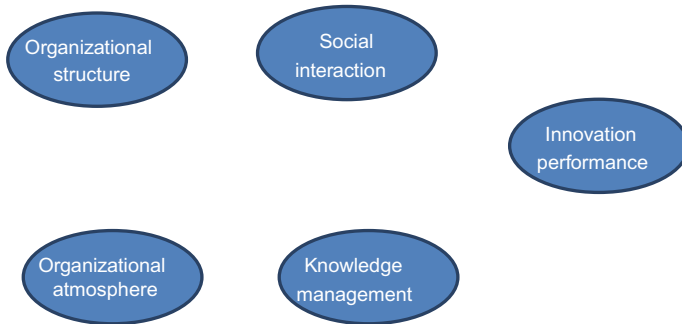 Organizational
structure
Social
interaction
Innovation
performance
Organizational
atmosphere
Knowledge
management